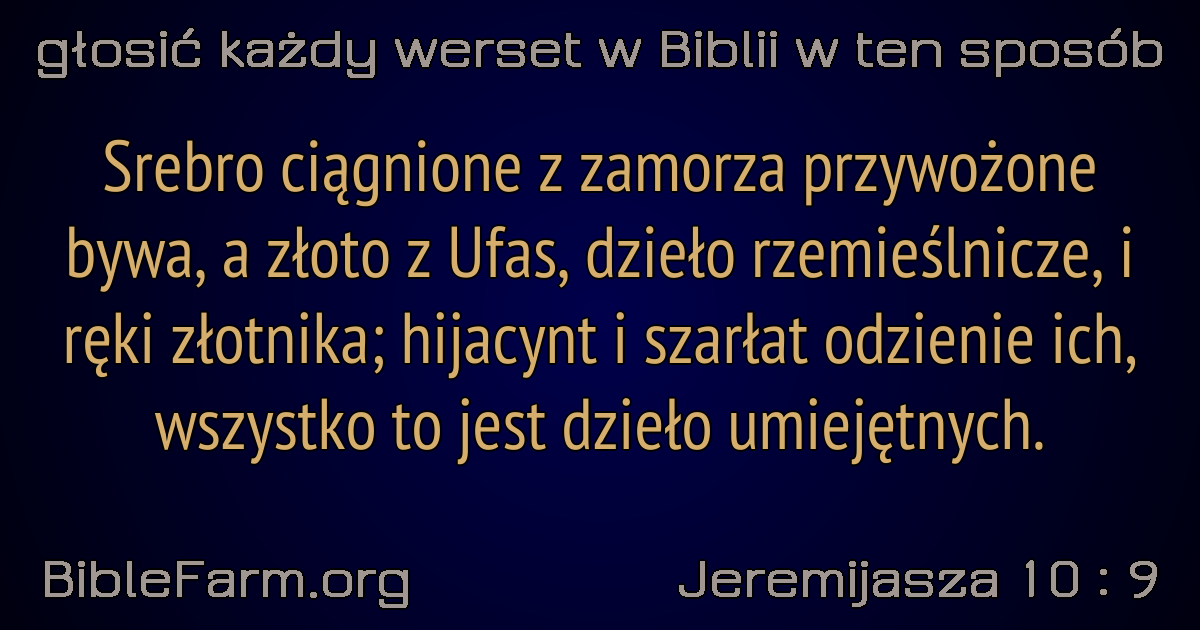 głosić każdy werset w Biblii w ten sposób
Srebro ciągnione z zamorza przywożone
bywa, a złoto z Ufas, dzieło rzemieślnicze, i
ręki złotnika; hijacynt i szarłat odzienie ich,
wszystko to jest dzieło umiejętnych.
BibleFarm.org
Jeremijasza 10 : 9